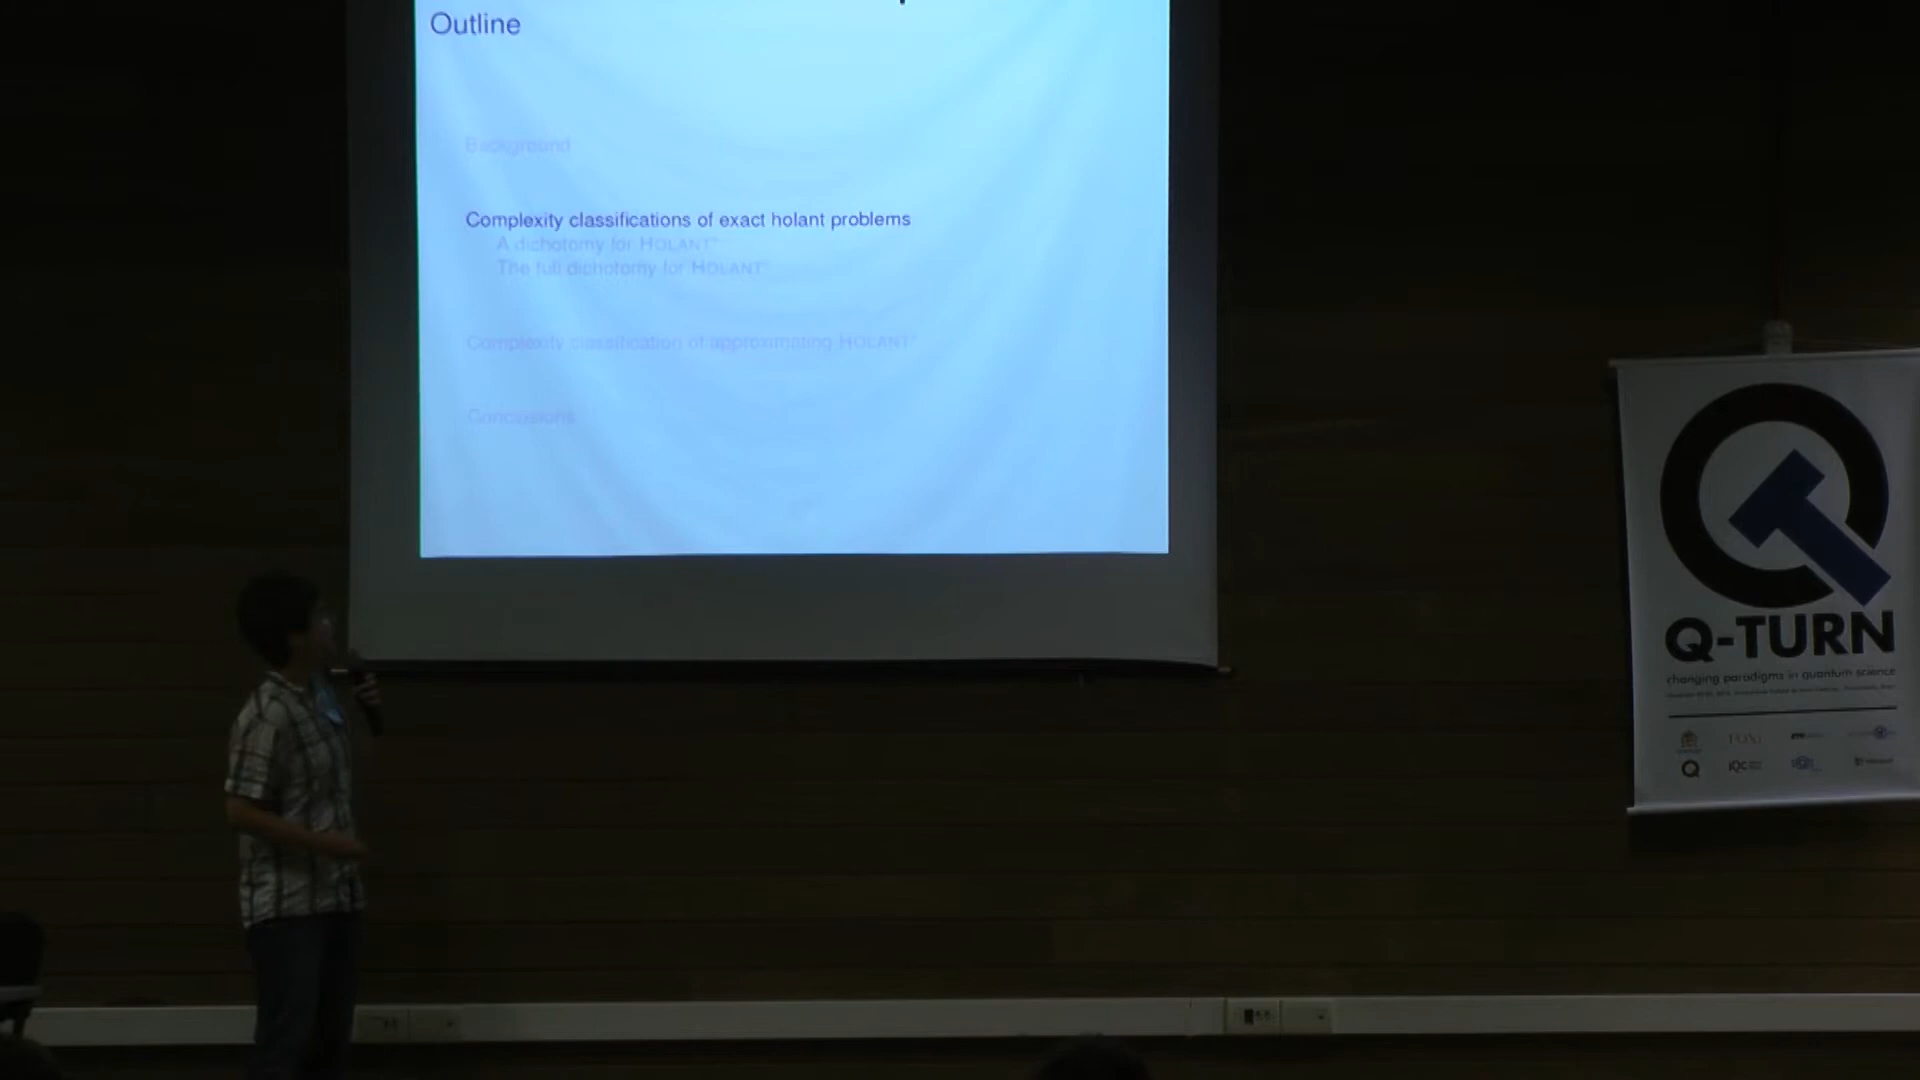 Outline
Background
Complexity classifications of exact holant problems
A dichotomy for HOLANT
The full dichotomy for HOLANT
Complexity classification of approximating HOLANT
Conclusions
Q-TURN
changing paradigms in quantum science
IQC